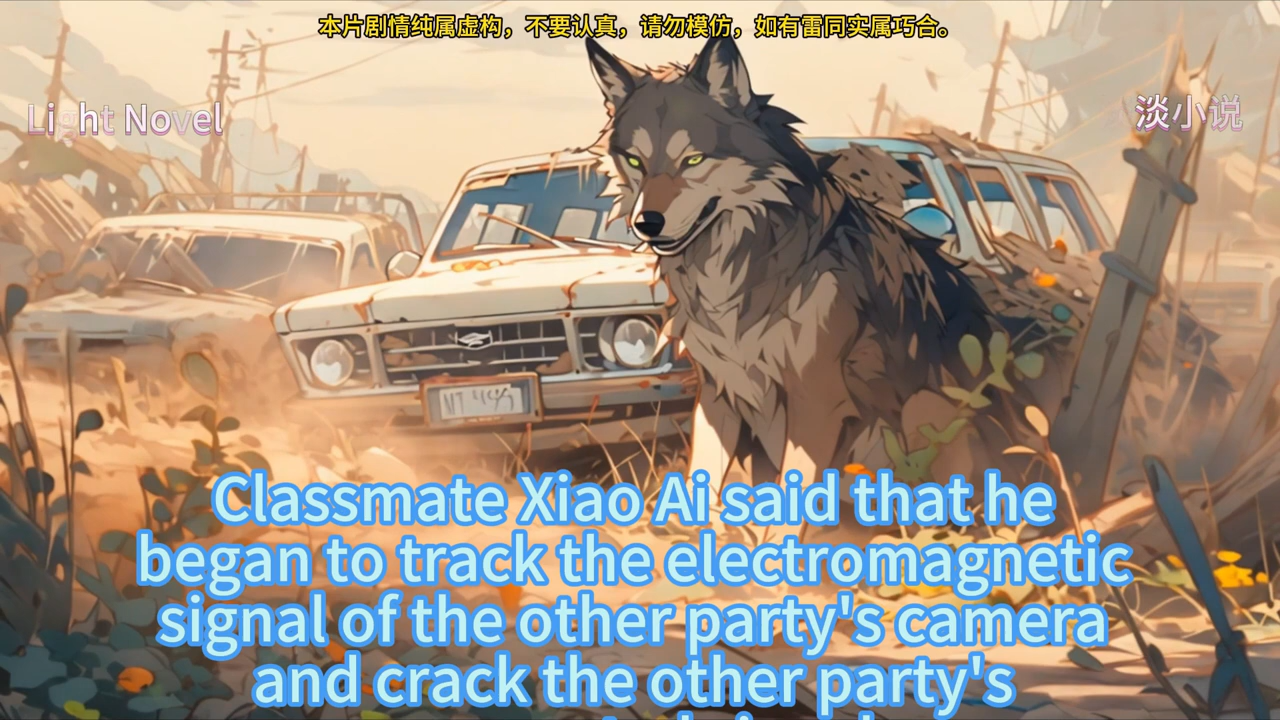 本片剧情纯属虚构，不要认真，请勿模仿，如有雷同实属巧合。
Light Novel
淡小说
Classmate Xiao Ai said that he
began to track the electromagnetic
signal of the other party's camera
and crack the other party's